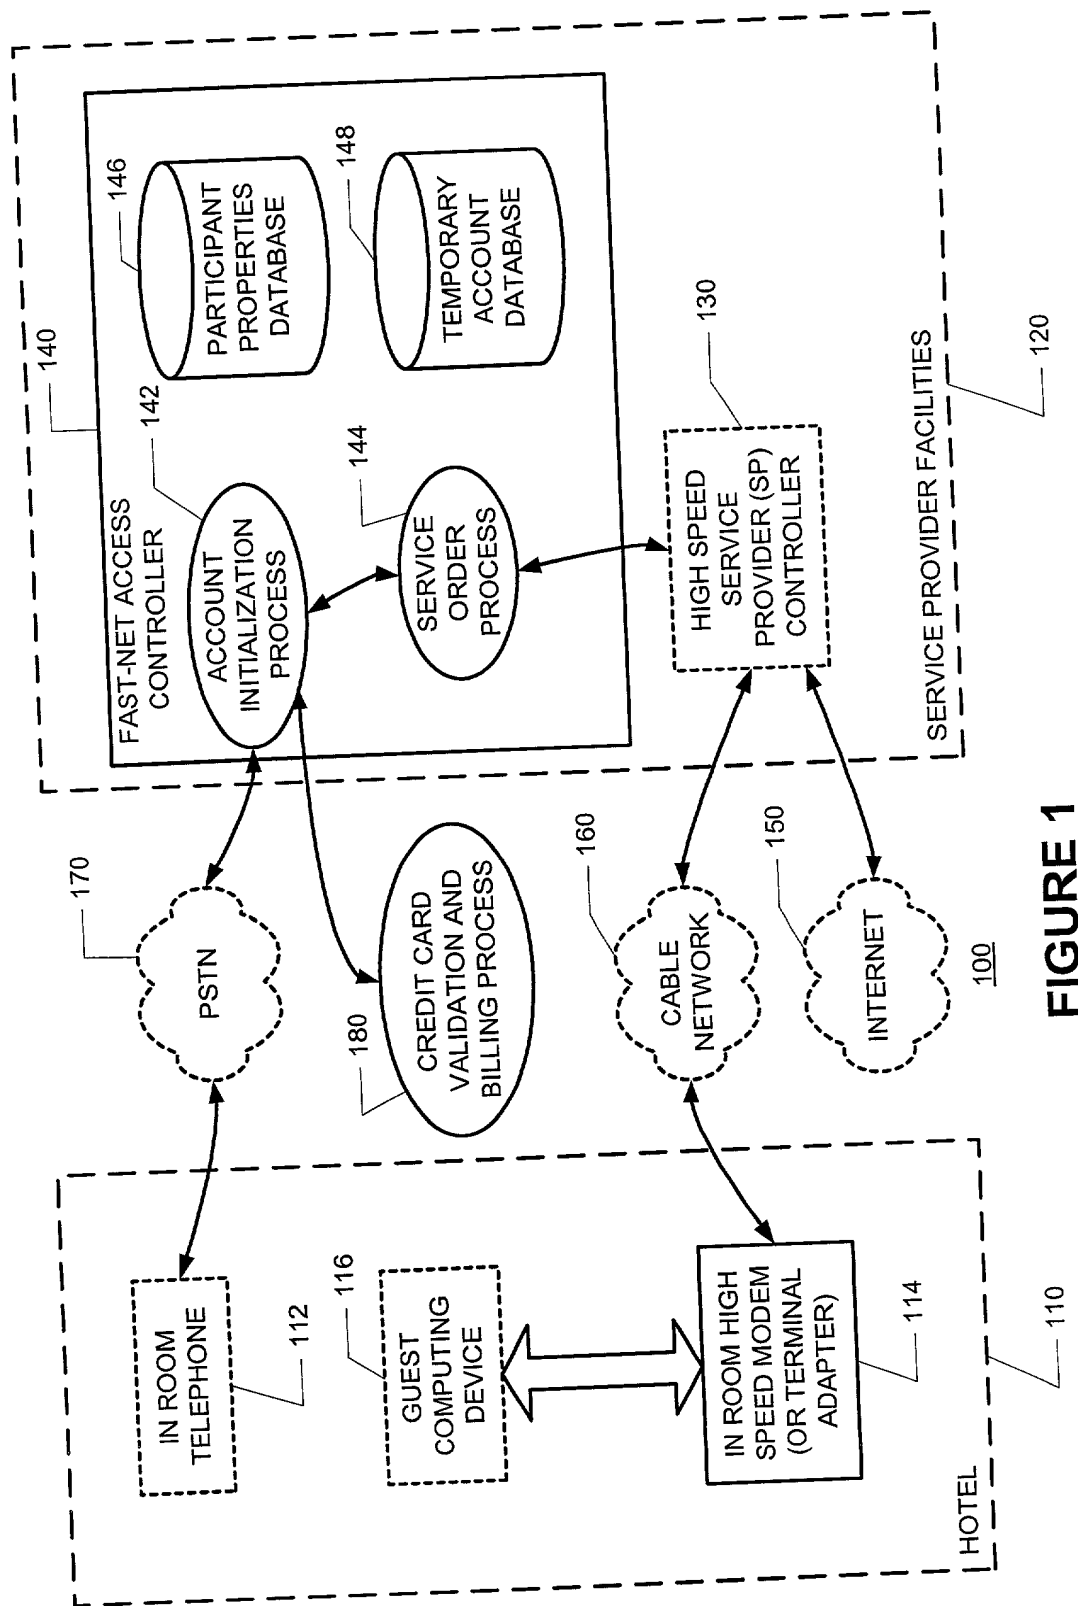 140
FAST-NET ACCESS
CONTROLLER
142
ACCOUNT
INITIALIZATION
PROCESS
146
PARTICIPANT
PROPERTIES
DATABASE
144
SERVICE
ORDER
PROCESS
148
TEMPORARY
ACCOUNT
DATABASE
130
HIGH SPEED
SERVICE
PROVIDER (SP)
CONTROLLER
SERVICE PROVIDER FACILITIES
120
170
PSTN
180
CREDIT CARD
VALIDATION AND
BILLING PROCESS
160
CABLE
NETWORK
150
INTERNET
100
IN ROOM
TELEPHONE
112
116
GUEST
COMPUTING
DEVICE
IN ROOM HIGH
SPEED MODEM
(OR TERMINAL
ADAPTER)
114
HOTEL
110
FIGURE 1